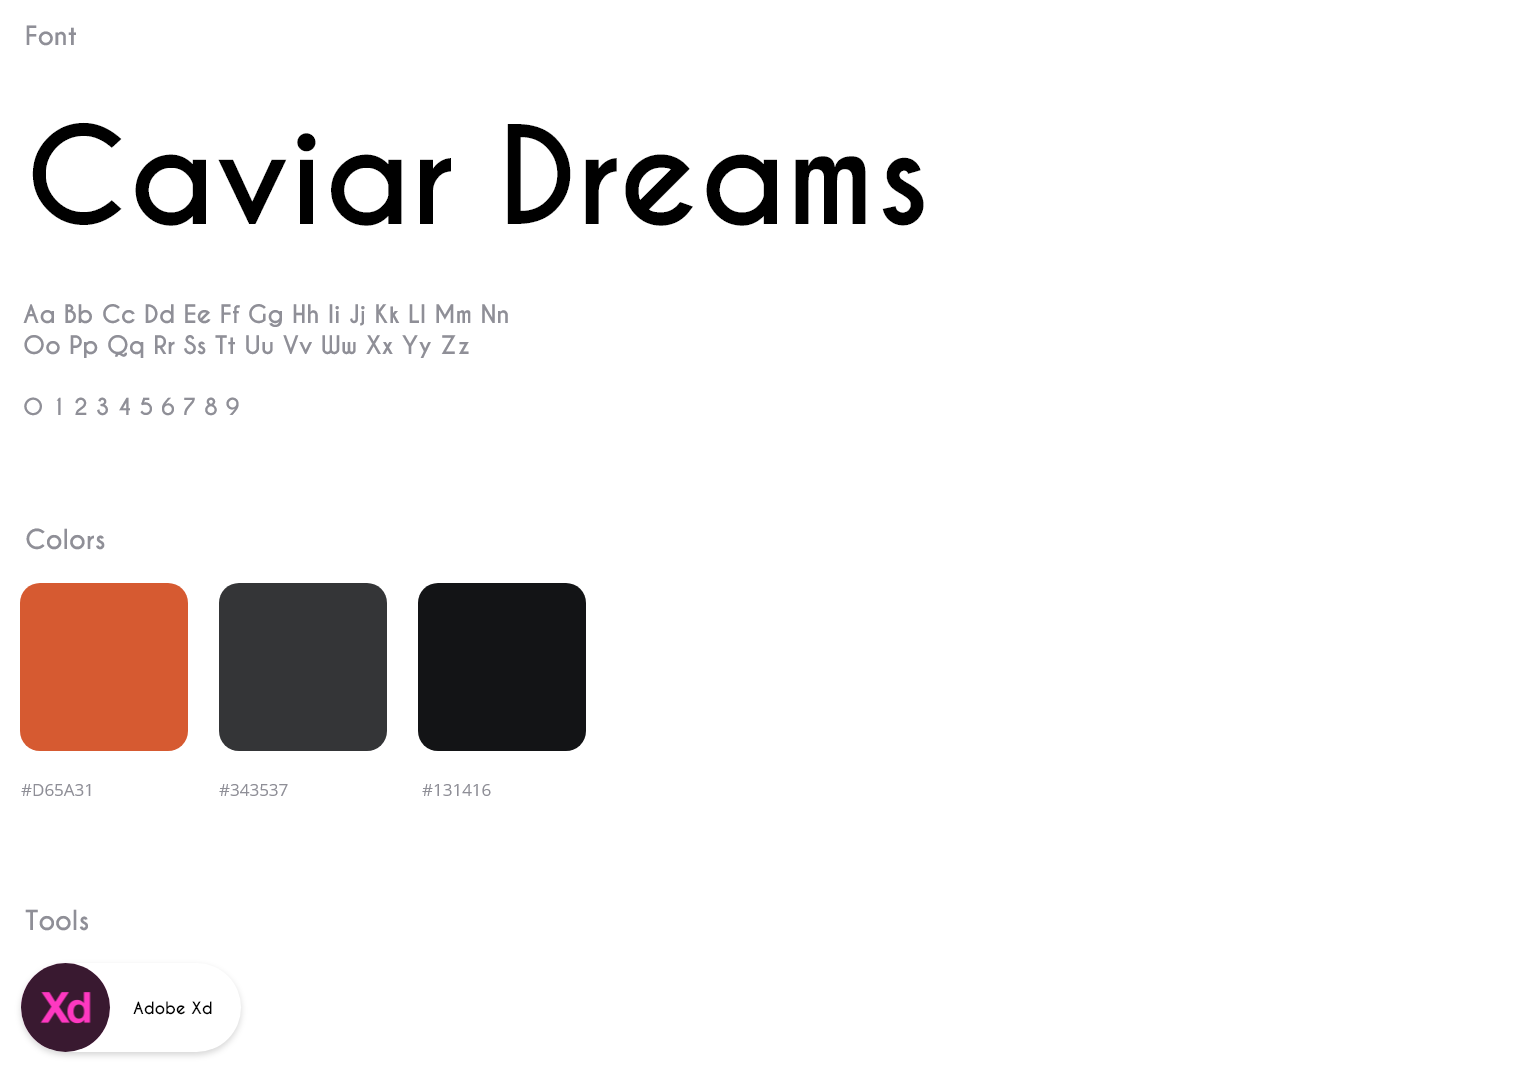 Font
Caviar Dreams
Aa Bb Cc Dd Ee Ff Gg Hh Ii Jj Kk Ll Mm Nn
Oo Pp Qq Rr Ss Tt Uu Vv Ww Xx Yy Zz
0 1 2 3 4 5 6 7 8 9
Colors
#D65A31 #343537 #131416
Tools
Xd Adobe Xd